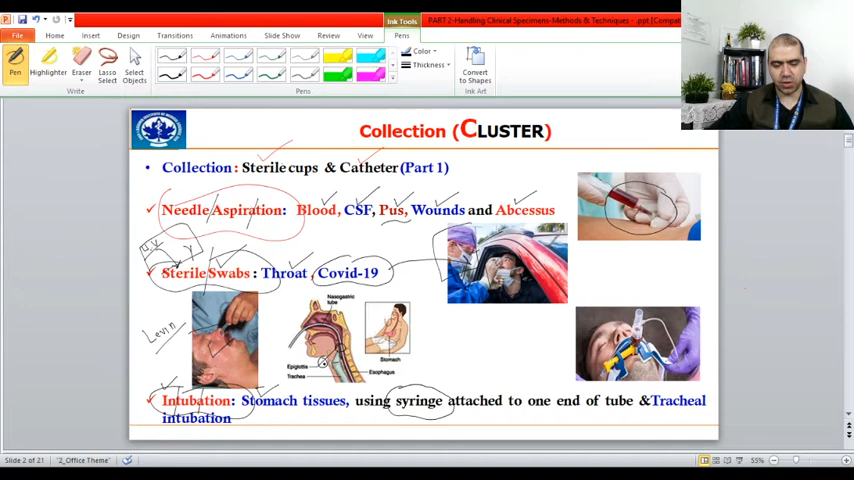 Ink Tools
PART 2-Handling Clinical Specimens-Methods & Techniques - .ppt [Compat
File Home Insert Design Transitions Animations Slide Show Review View Pens
Pen Highlighter Eraser Lasso Select Select Objects
Color
Thickness
Convert to Shapes
Write Pens Ink Art
Collection (CLUSTER)
• Collection : Sterile cups & Catheter (Part 1)
Needle Aspiration: Blood, CSF, Pus, Wounds and Abcessus
U.V
Sterile Swabs : Throat , Covid-19
Levin
Nasogastric tube
Epiglottis
Trachea
Stomach
Esophagus
Intubation: Stomach tissues, using syringe attached to one end of tube &Tracheal
intubation
Slide 2 of 21 "2_Office Theme" 55%